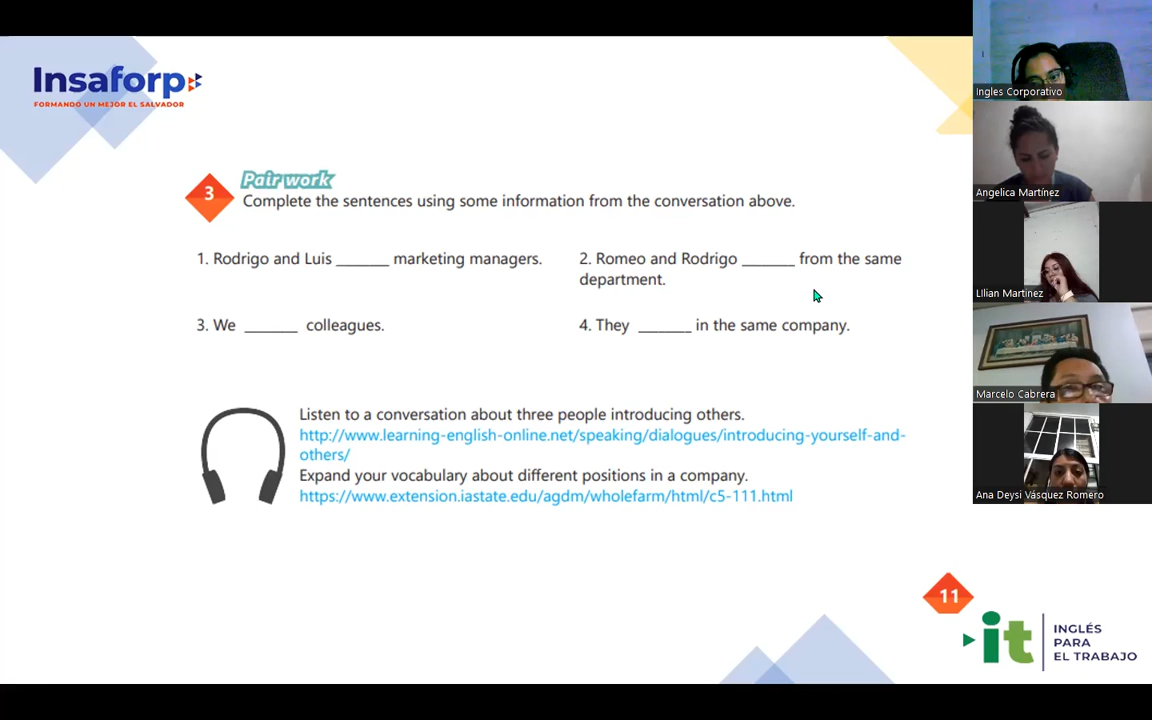 Insaforp
FORMANDO UN MEJOR EL SALVADOR
3
Pair work
Complete the sentences using some information from the conversation above.
1. Rodrigo and Luis ______ marketing managers.
2. Romeo and Rodrigo ______ from the same
department.
3. We ______ colleagues.
4. They ______ in the same company.
Listen to a conversation about three people introducing others.
http://www.learning-english-online.net/speaking/dialogues/introducing-yourself-and-
others/
Expand your vocabulary about different positions in a company.
https://www.extension.iastate.edu/agdm/wholefarm/html/c5-111.html
11
it
INGLÉS
PARA
EL TRABAJO
Ingles Corporativo
Angelica Martínez
LIlian Martinez
Marcelo Cabrera
Ana Deysi Vásquez Romero